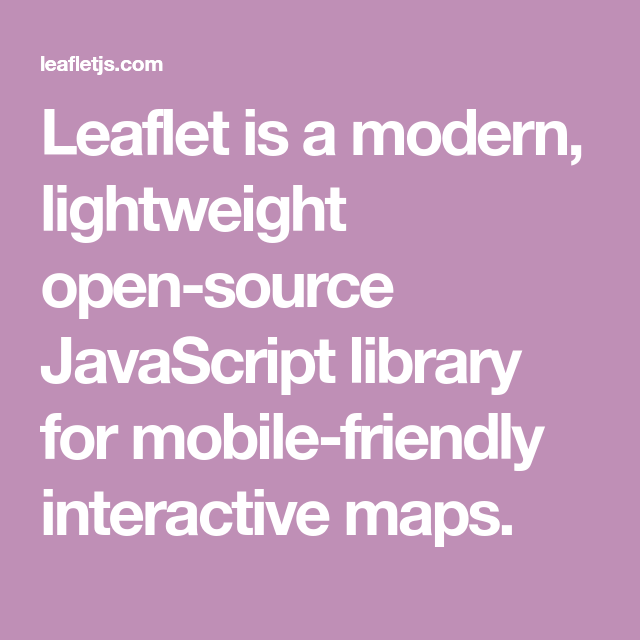 leafletjs.com
Leaflet is a modern,
lightweight
open-source
JavaScript library
for mobile-friendly
interactive maps.